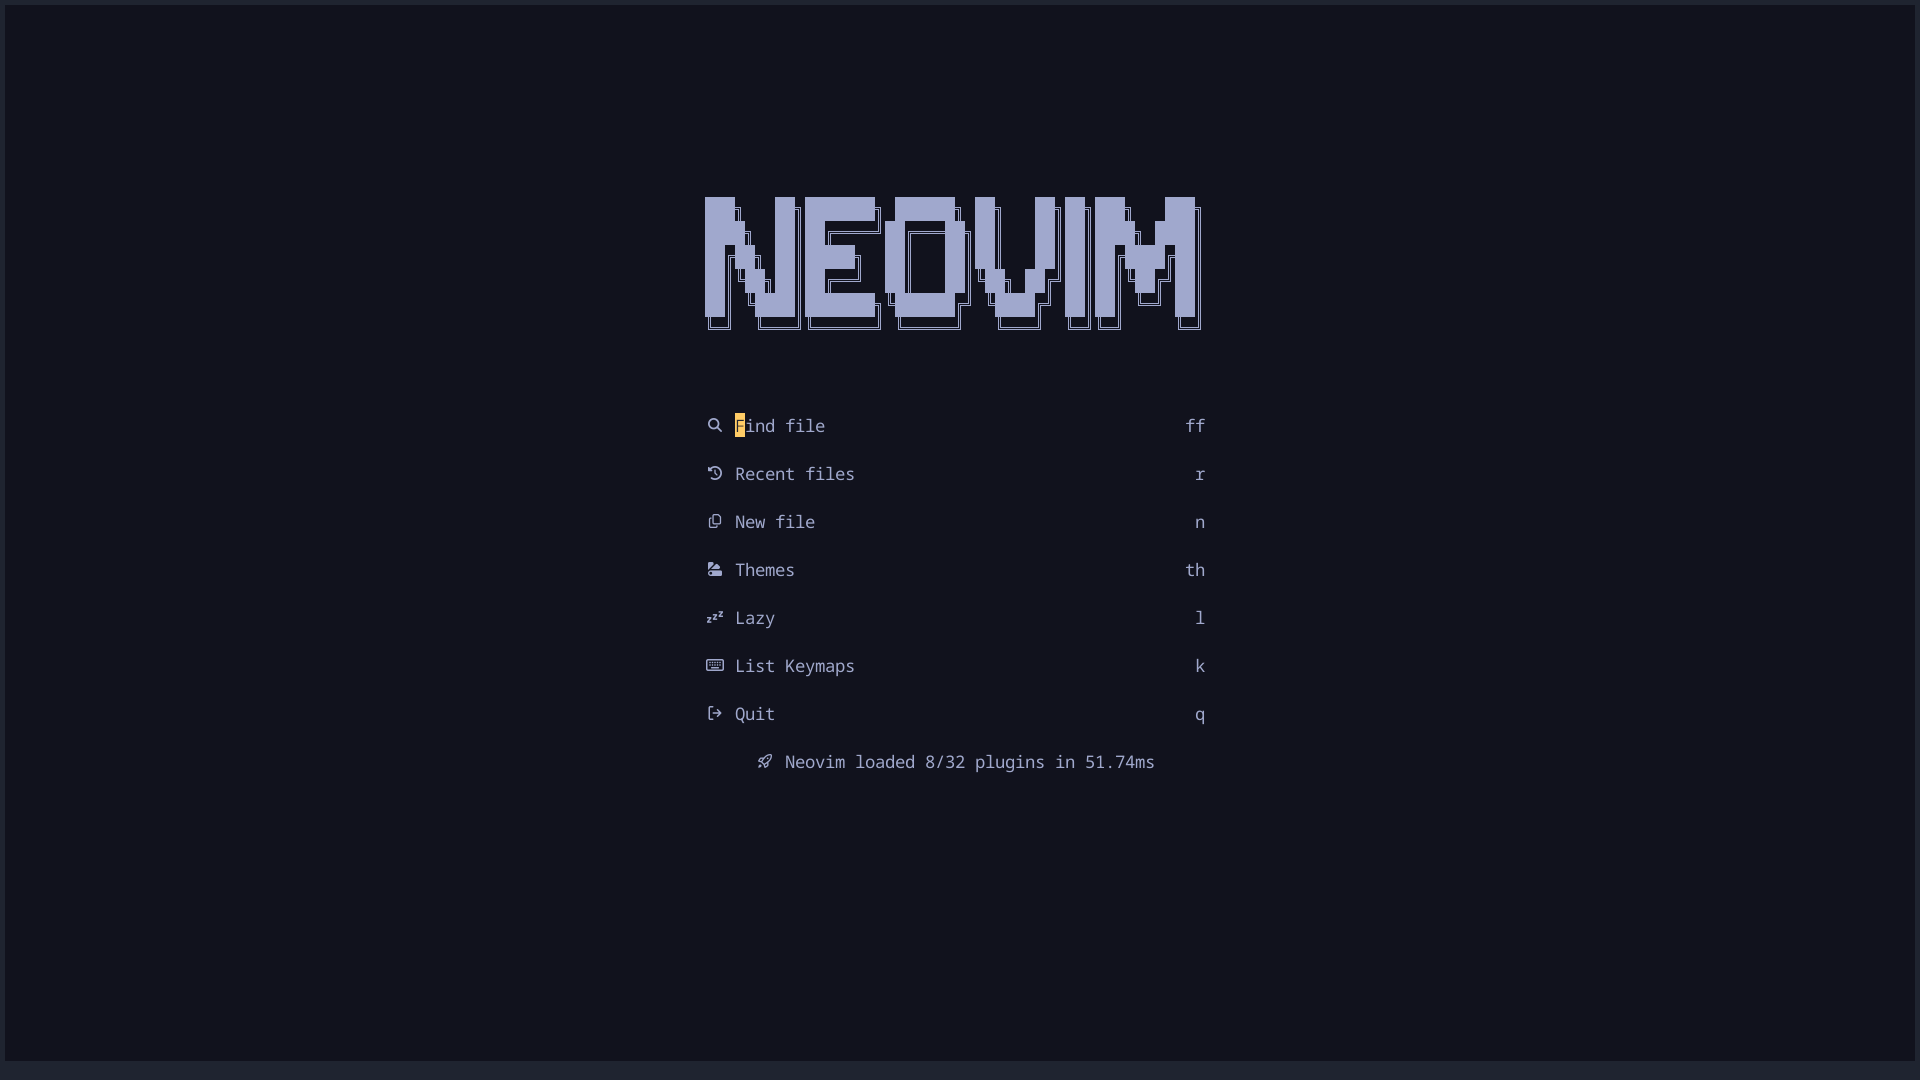 NEOVIM
Find file ff
Recent files r
New file n
Themes th
zzz Lazy l
List Keymaps k
Quit q
Neovim loaded 8/32 plugins in 51.74ms